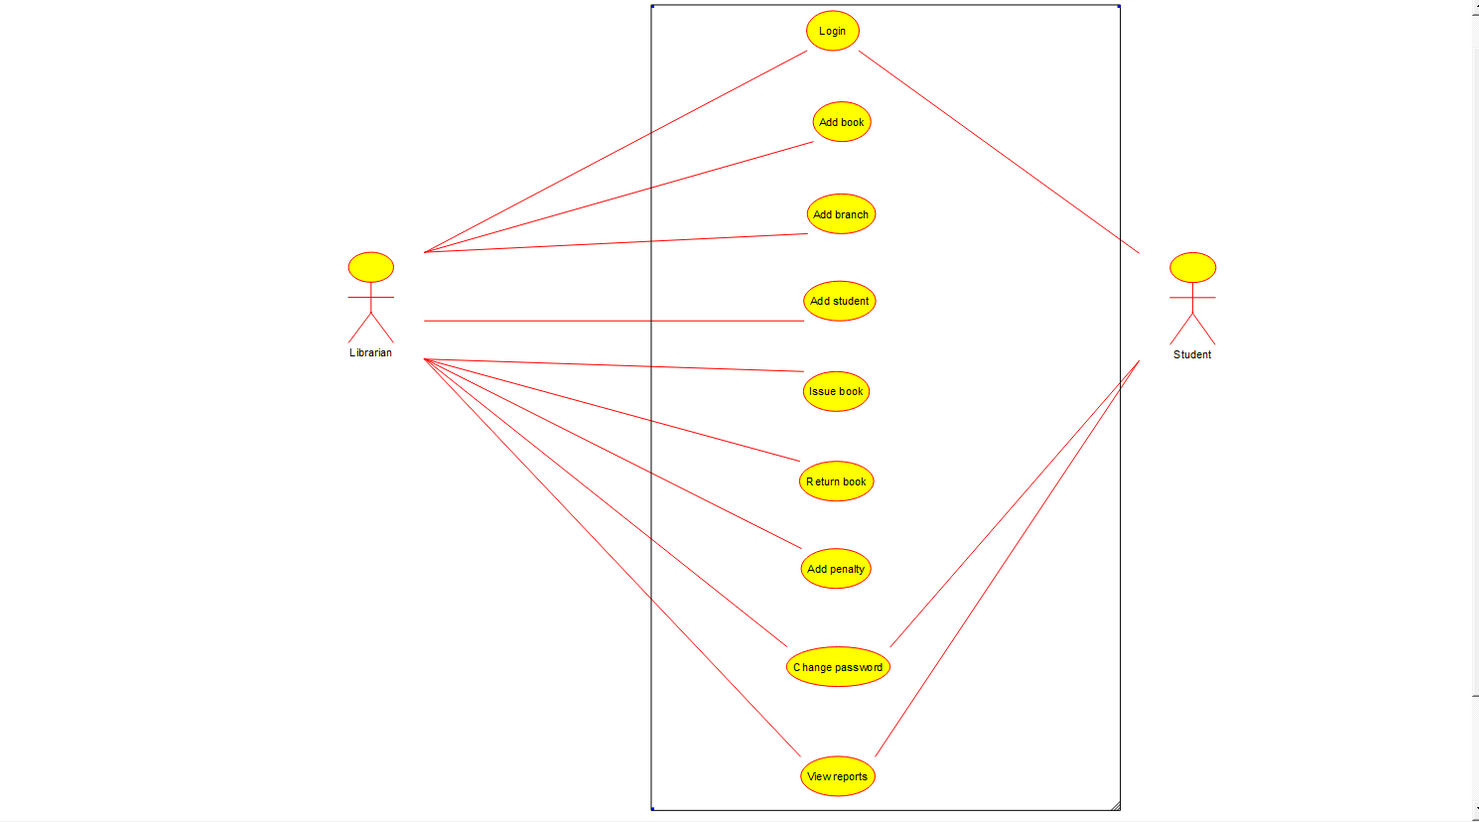 Login
Add book
Add branch
Add student
Librarian
Student
Issue book
Return book
Add penalty
Change password
View reports